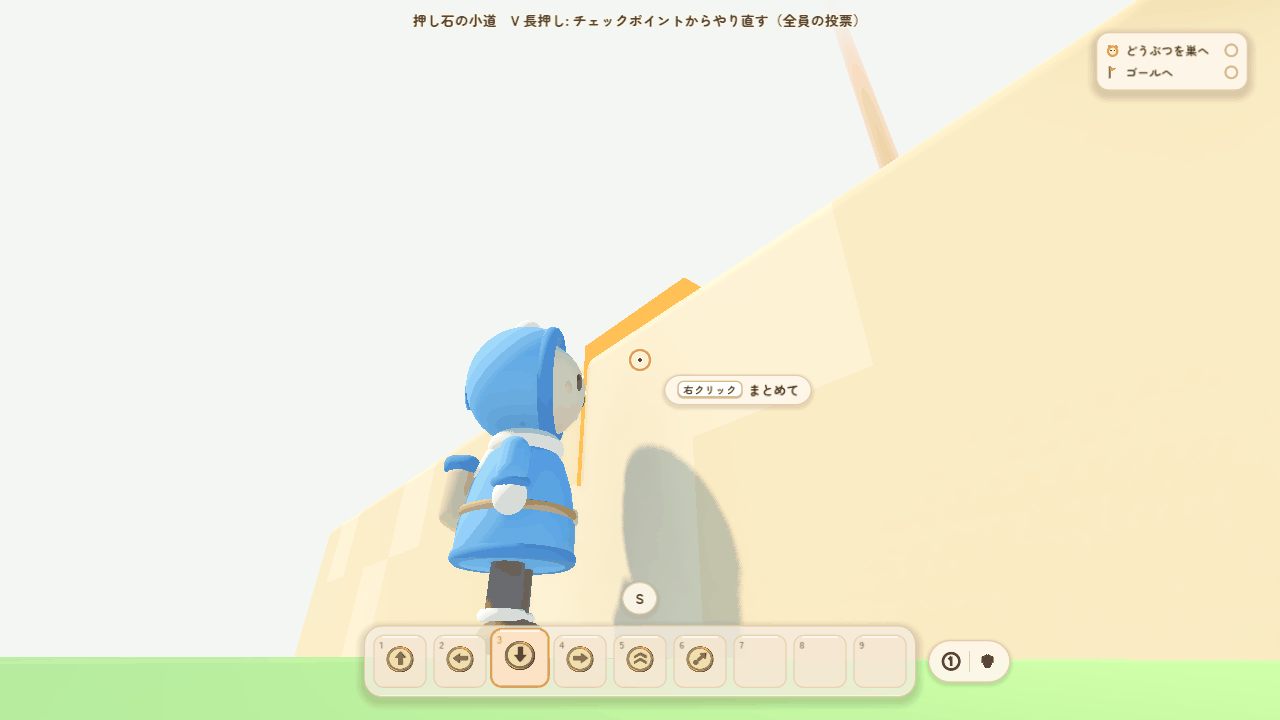 押し石の小道 V 長押し: チェックポイントからやり直す（全員の投票）
どうぶつを巣へ
ゴールへ
右クリック まとめて
S
1 2 3 4 5 6 7 8 9
1